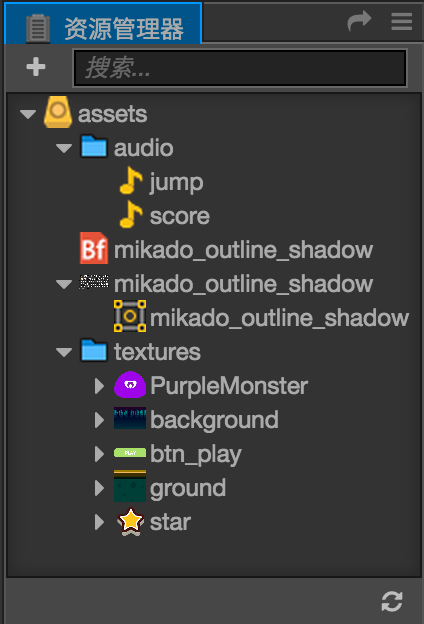 资源管理器
搜索...
assets
audio
jump
score
Bf mikado_outline_shadow
mikado_outline_shadow
mikado_outline_shadow
textures
PurpleMonster
background
PLAY btn_play
ground
star